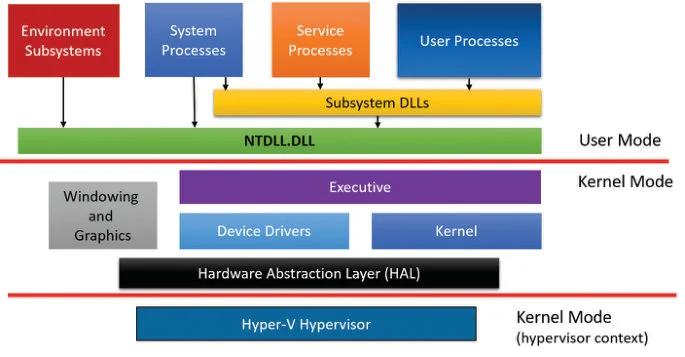 Environment
Subsystems
System
Processes
Service
Processes
User Processes
Subsystem DLLs
NTDLL.DLL
User Mode
Kernel Mode
Executive
Windowing
and
Graphics
Device Drivers
Kernel
Hardware Abstraction Layer (HAL)
Hyper-V Hypervisor
Kernel Mode
(hypervisor context)